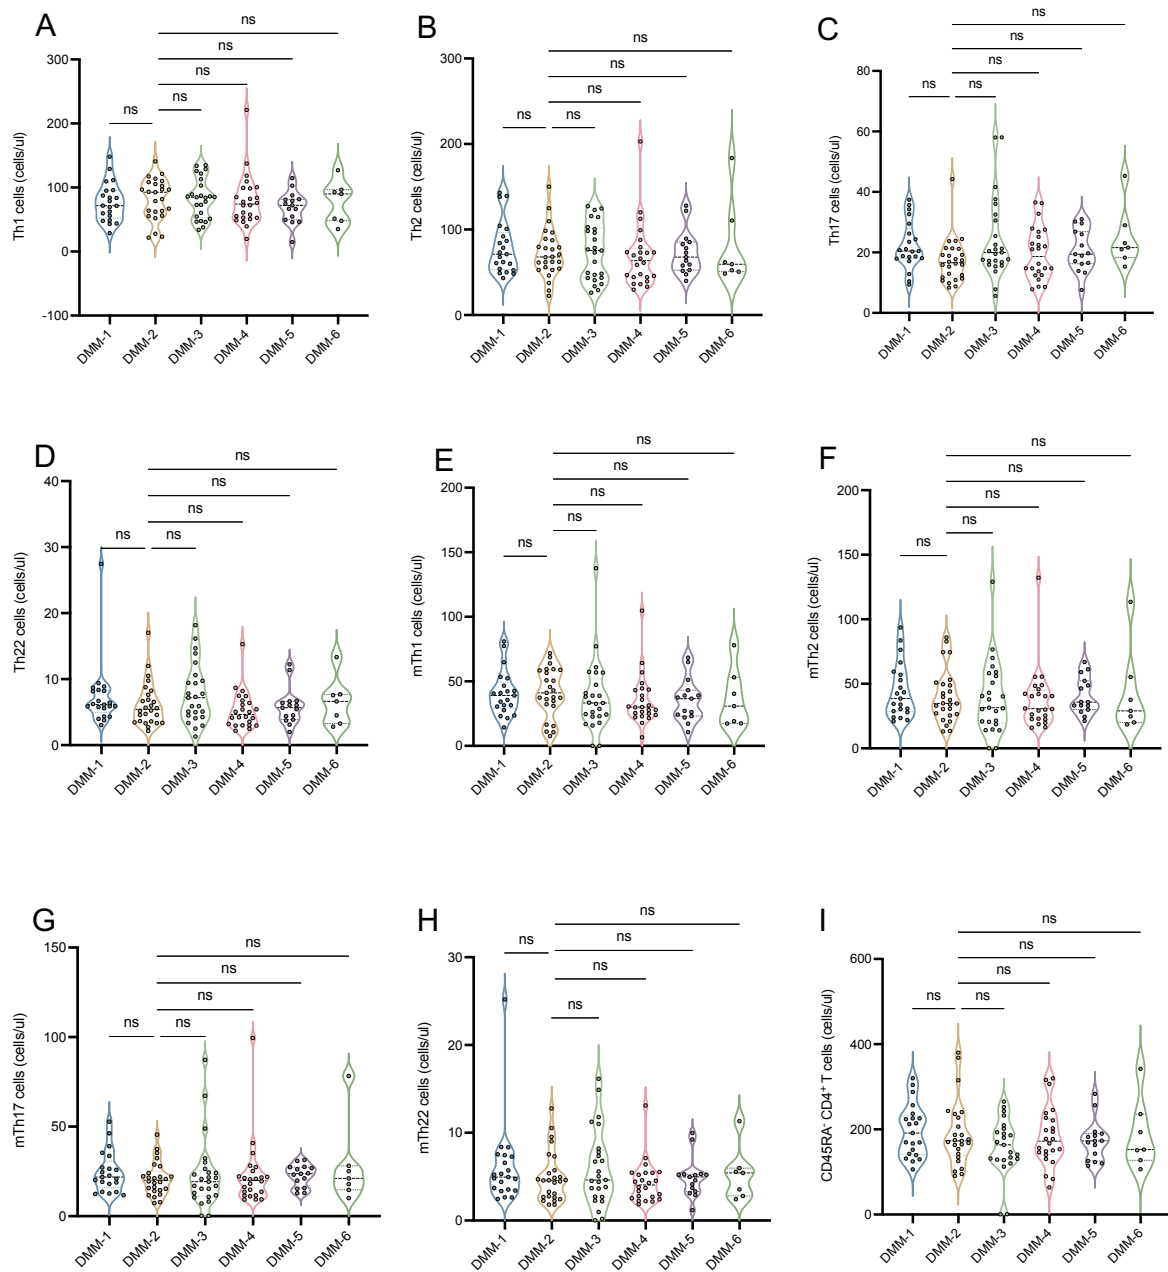 A
ns
ns
ns
ns
ns
Th1 cells (cells/ul)
300
200
100
0
-100
DMM-1
DMM-2
DMM-3
DMM-4
DMM-5
DMM-6
B
ns
ns
ns
ns
ns
Th2 cells (cells/ul)
300
200
100
0
DMM-1
DMM-2
DMM-3
DMM-4
DMM-5
DMM-6
C
ns
ns
ns
ns
ns
Th17 cells (cells/ul)
80
60
40
20
0
DMM-1
DMM-2
DMM-3
DMM-4
DMM-5
DMM-6
D
ns
ns
ns
ns
ns
Th22 cells (cells/ul)
40
30
20
10
0
DMM-1
DMM-2
DMM-3
DMM-4
DMM-5
DMM-6
E
ns
ns
ns
ns
ns
mTh1 cells (cells/ul)
200
150
100
50
0
DMM-1
DMM-2
DMM-3
DMM-4
DMM-5
DMM-6
F
ns
ns
ns
ns
ns
mTh2 cells (cells/ul)
200
150
100
50
0
DMM-1
DMM-2
DMM-3
DMM-4
DMM-5
DMM-6
G
ns
ns
ns
ns
ns
mTh17 cells (cells/ul)
150
100
50
0
DMM-1
DMM-2
DMM-3
DMM-4
DMM-5
DMM-6
H
ns
ns
ns
ns
ns
mTh22 cells (cells/ul)
30
20
10
0
DMM-1
DMM-2
DMM-3
DMM-4
DMM-5
DMM-6
I
ns
ns
ns
ns
ns
CD45RA⁻ CD4⁺ T cells (cells/ul)
600
400
200
0
DMM-1
DMM-2
DMM-3
DMM-4
DMM-5
DMM-6